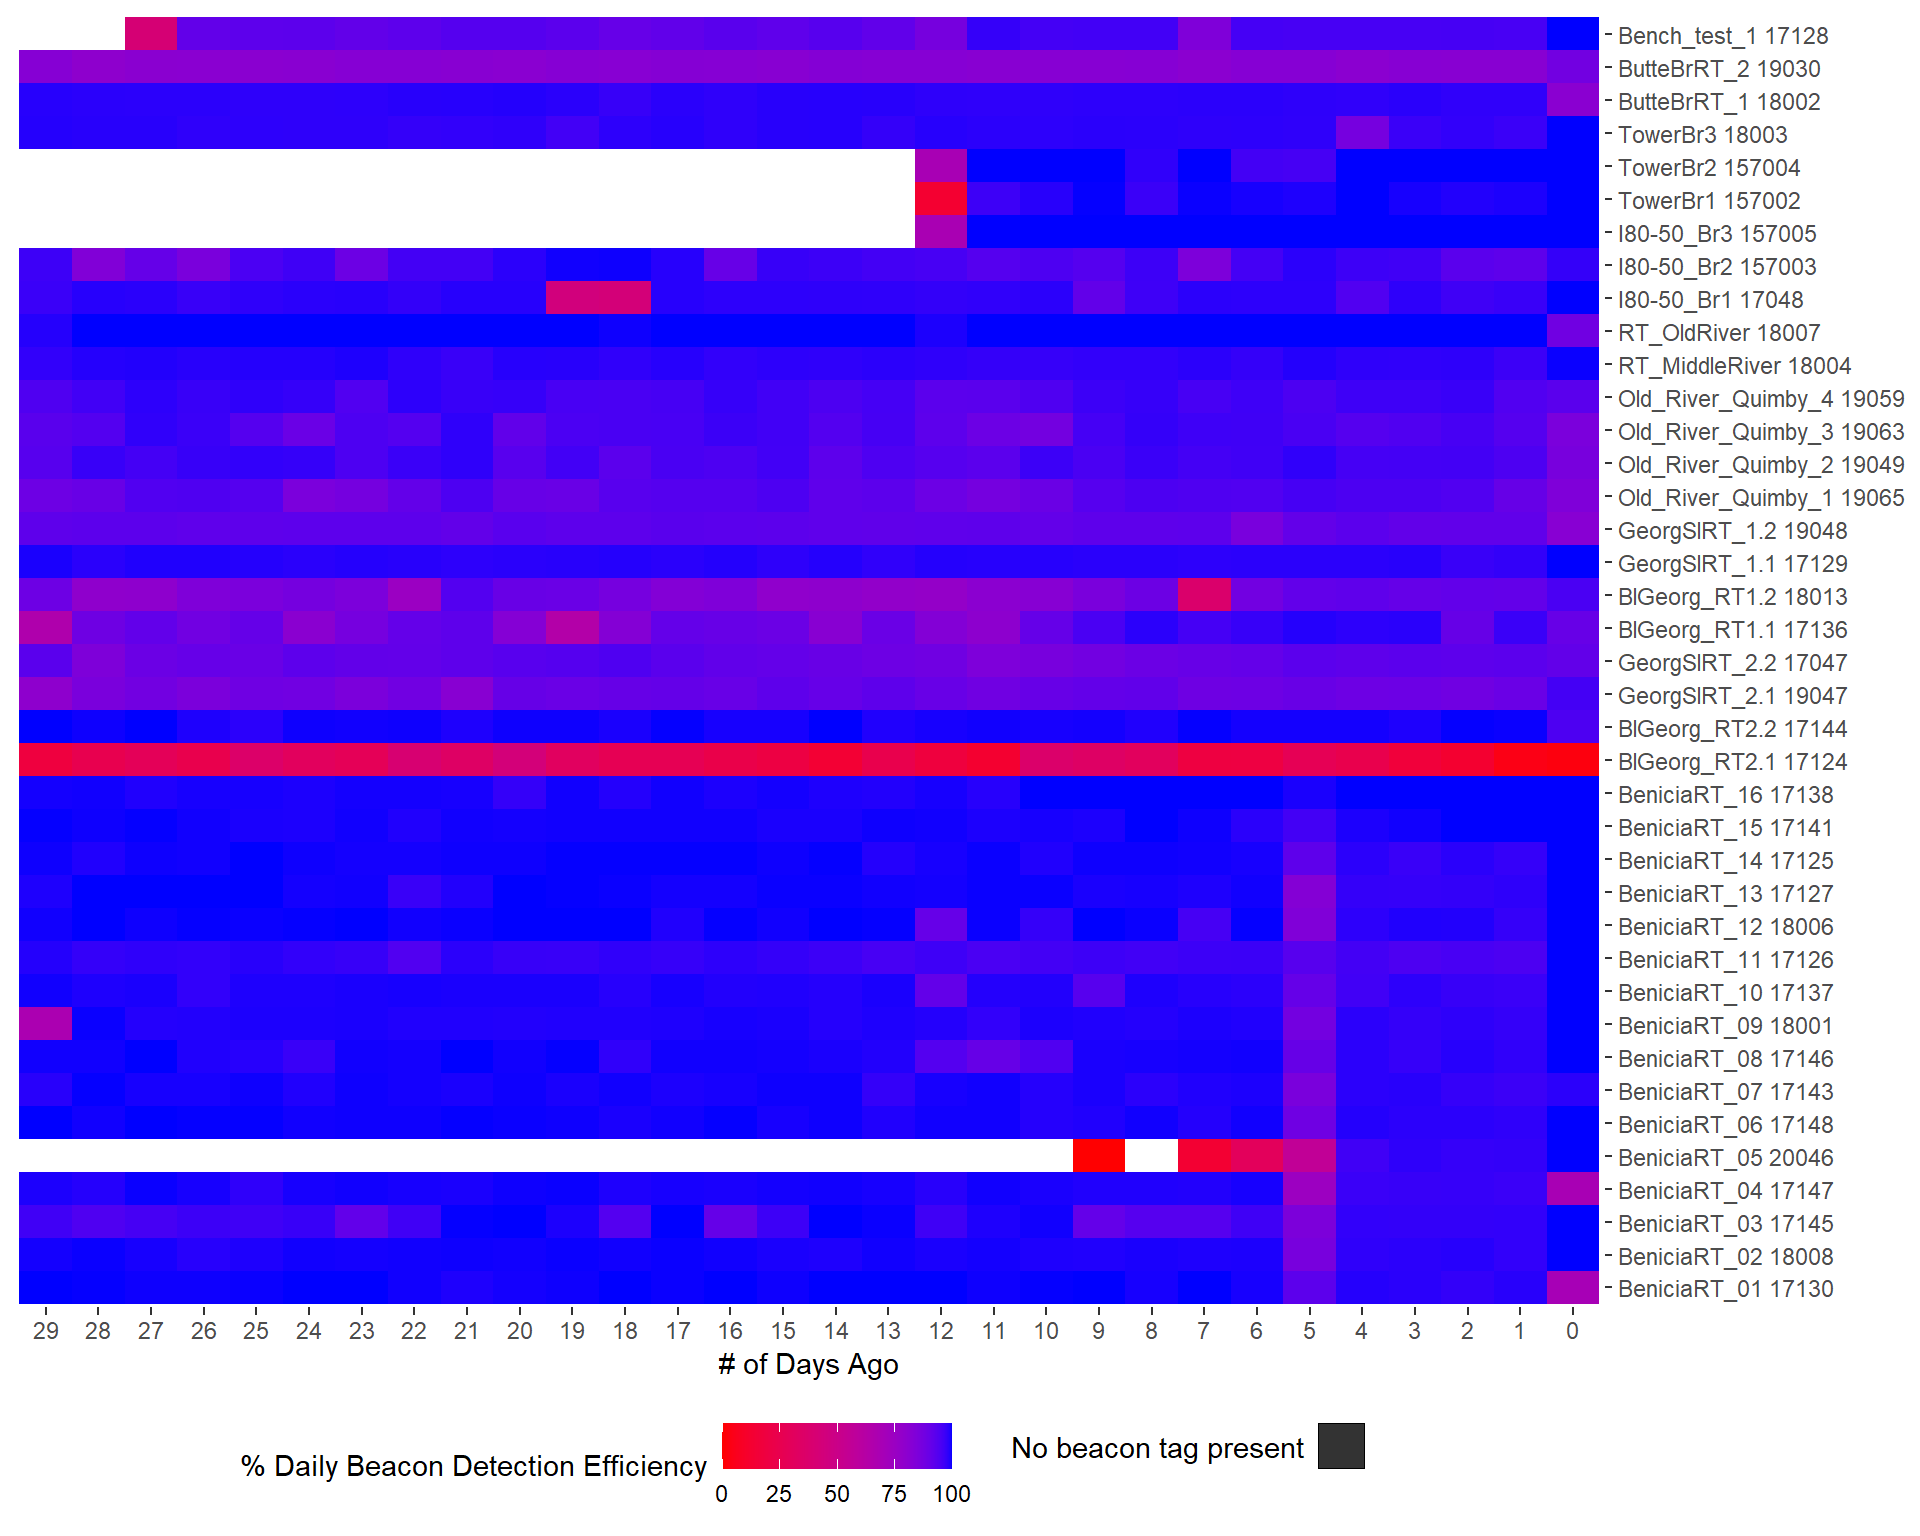 Bench_test_1 17128
ButteBrRT_2 19030
ButteBrRT_1 18002
TowerBr3 18003
TowerBr2 157004
TowerBr1 157002
I80-50_Br3 157005
I80-50_Br2 157003
I80-50_Br1 17048
RT_OldRiver 18007
RT_MiddleRiver 18004
Old_River_Quimby_4 19059
Old_River_Quimby_3 19063
Old_River_Quimby_2 19049
Old_River_Quimby_1 19065
GeorgSlRT_1.2 19048
GeorgSlRT_1.1 17129
BlGeorg_RT1.2 18013
BlGeorg_RT1.1 17136
GeorgSlRT_2.2 17047
GeorgSlRT_2.1 19047
BlGeorg_RT2.2 17144
BlGeorg_RT2.1 17124
BeniciaRT_16 17138
BeniciaRT_15 17141
BeniciaRT_14 17125
BeniciaRT_13 17127
BeniciaRT_12 18006
BeniciaRT_11 17126
BeniciaRT_10 17137
BeniciaRT_09 18001
BeniciaRT_08 17146
BeniciaRT_07 17143
BeniciaRT_06 17148
BeniciaRT_05 20046
BeniciaRT_04 17147
BeniciaRT_03 17145
BeniciaRT_02 18008
BeniciaRT_01 17130
29 28 27 26 25 24 23 22 21 20 19 18 17 16 15 14 13 12 11 10 9 8 7 6 5 4 3 2 1 0
# of Days Ago
% Daily Beacon Detection Efficiency
0 25 50 75 100
No beacon tag present